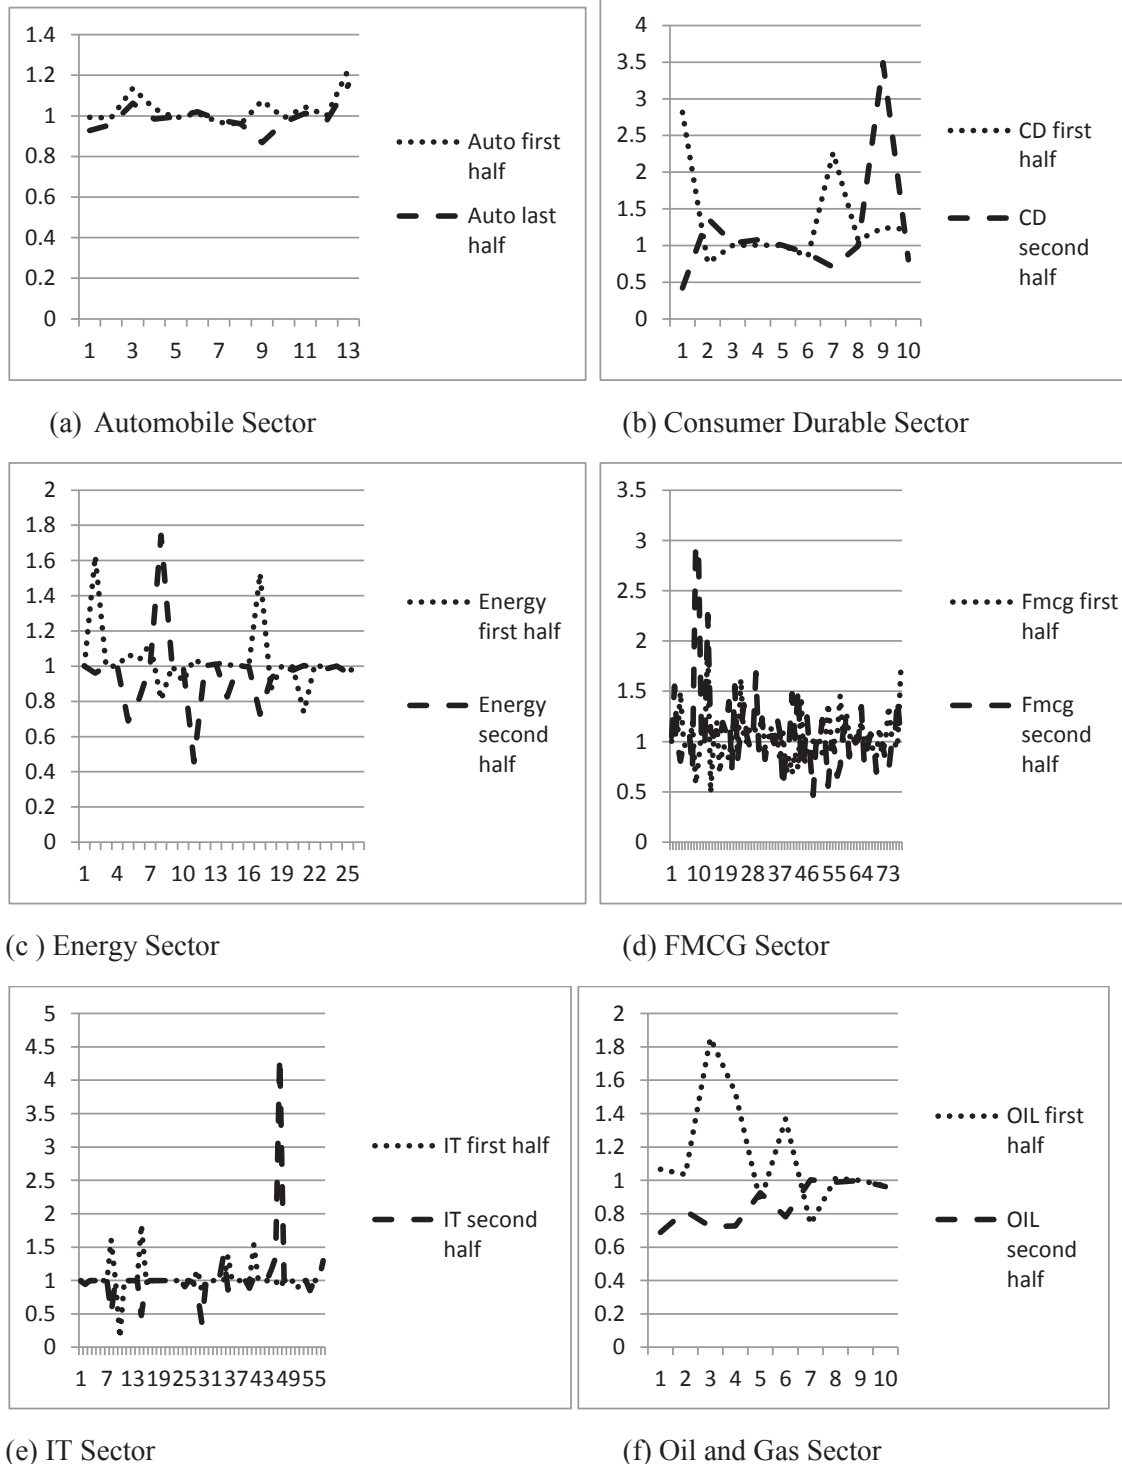 1.4
1.2
1
0.8
0.6
0.4
0.2
0
1 3 5 7 9 11 13
Auto first
half
Auto last
half
4
3.5
3
2.5
2
1.5
1
0.5
0
1 2 3 4 5 6 7 8 9 10
CD first
half
CD
second
half
(a) Automobile Sector
(b) Consumer Durable Sector
2
1.8
1.6
1.4
1.2
1
0.8
0.6
0.4
0.2
0
1 4 7 10 13 16 19 22 25
Energy
first half
Energy
second
half
3.5
3
2.5
2
1.5
1
0.5
0
1 10 19 28 37 46 55 64 73
Fmcg first
half
Fmcg
second
half
(c ) Energy Sector
(d) FMCG Sector
5
4.5
4
3.5
3
2.5
2
1.5
1
0.5
0
1 7 13 19 25 31 37 43 49 55
IT first half
IT second
half
2
1.8
1.6
1.4
1.2
1
0.8
0.6
0.4
0.2
0
1 2 3 4 5 6 7 8 9 10
OIL first
half
OIL
second
half
(e) IT Sector
(f) Oil and Gas Sector